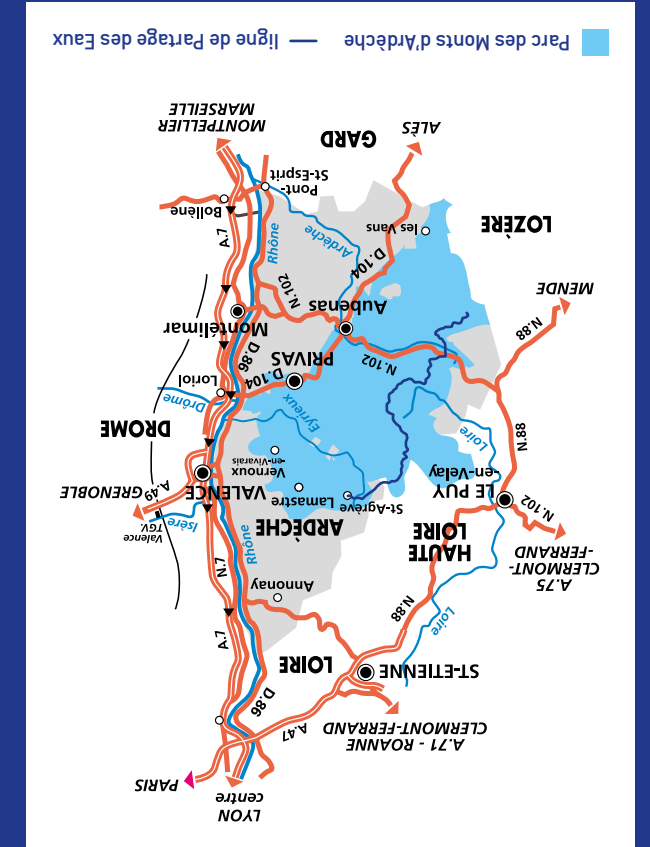 LYON
centre
PARIS
A.71 - ROANNE
CLERMONT-FERRAND
A.47
D.86
ST-ETIENNE
LOIRE
A.7
Loire
N.88
Annonay
N.7
A.75
CLERMONT-
-FERRAND
HAUTE
LOIRE
ARDÈCHE
Rhône
Isère
Valence
TGV.
N.102
LE PUY
-en-Velay
St-Agrève
Lamastre
VALENCE
A.49
GRENOBLE
Vernoux
-en-Vivarais
Loire
N.88
DROME
Eyrieux
Drôme
Loriol
D.104
PRIVAS
N.102
D.86
Montélimar
Aubenas
N.88
MENDE
N.102
D.104
Ardèche
Rhône
A.7
les Vans
LOZÈRE
Bollène
Pont-
St-Esprit
GARD
ALÈS
MONTPELLIER
MARSEILLE
Parc des Monts d'Ardèche
ligne de Partage des Eaux